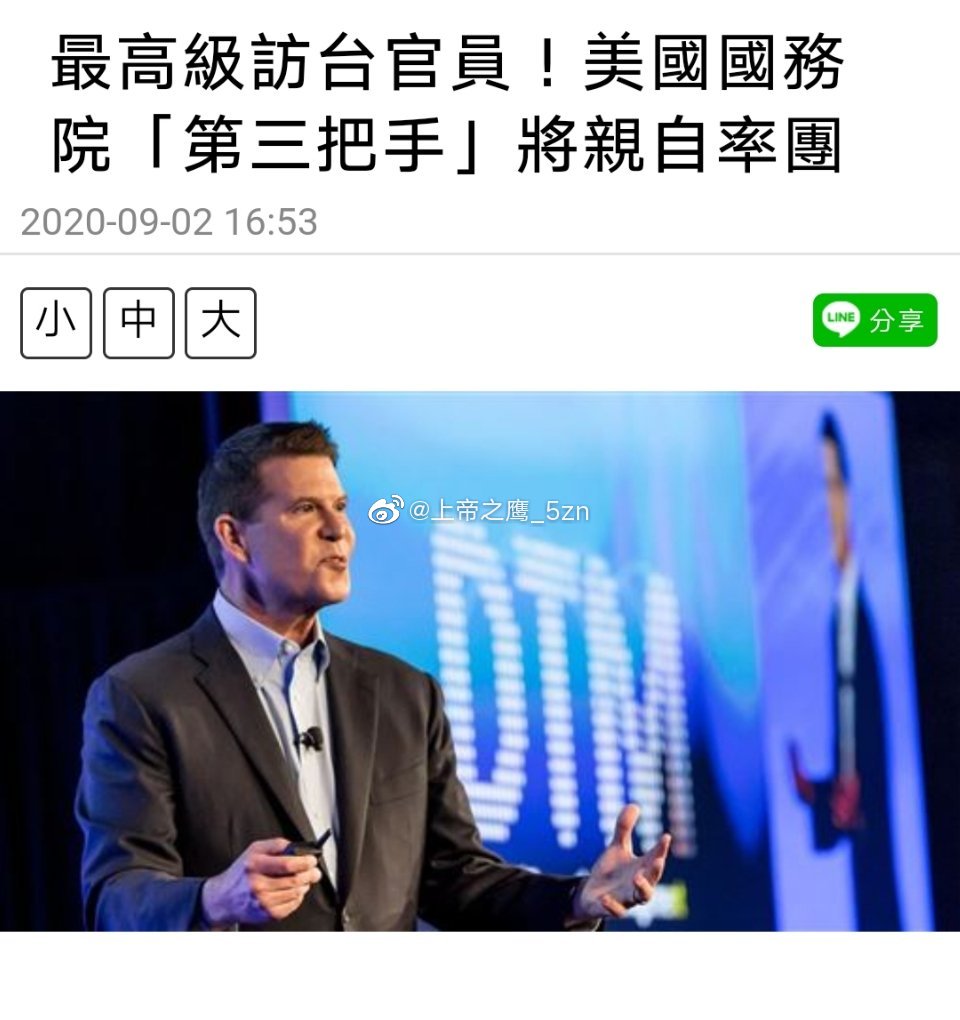 最高級訪台官員！美國國務
院「第三把手」將親自率團
2020-09-02 16:53
小 中 大
LINE 分享
@上帝之鹰_5zn
DTM